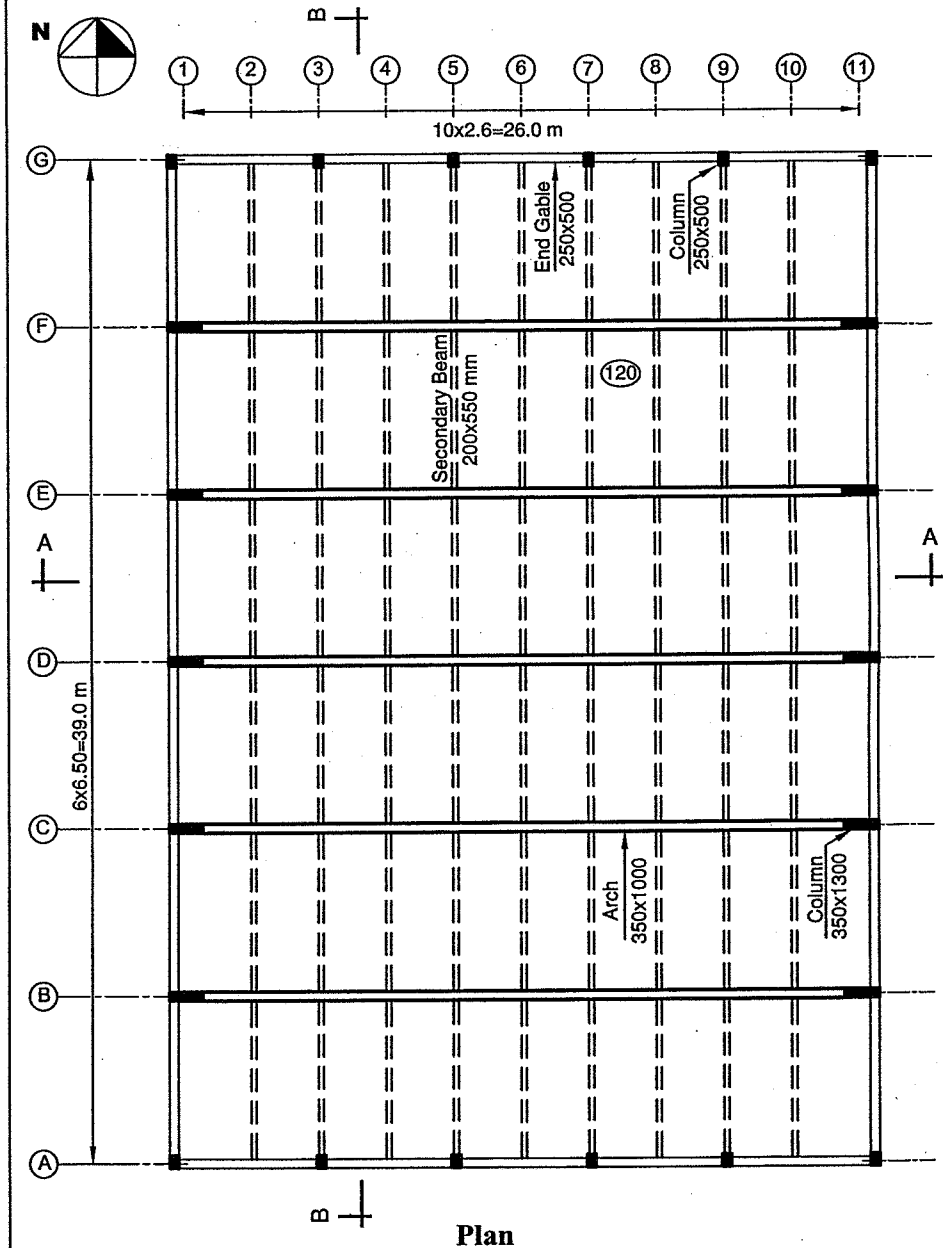 N
B
1 2 3 4 5 6 7 8 9 10 11
10x2.6=26.0 m
G
End Gable
250x500
Column
250x500
F
Secondary Beam
200x550 mm
120
E
A
A
6x6.50=39.0 m
D
C
Arch
350x1000
Column
350x1300
B
A
B
Plan